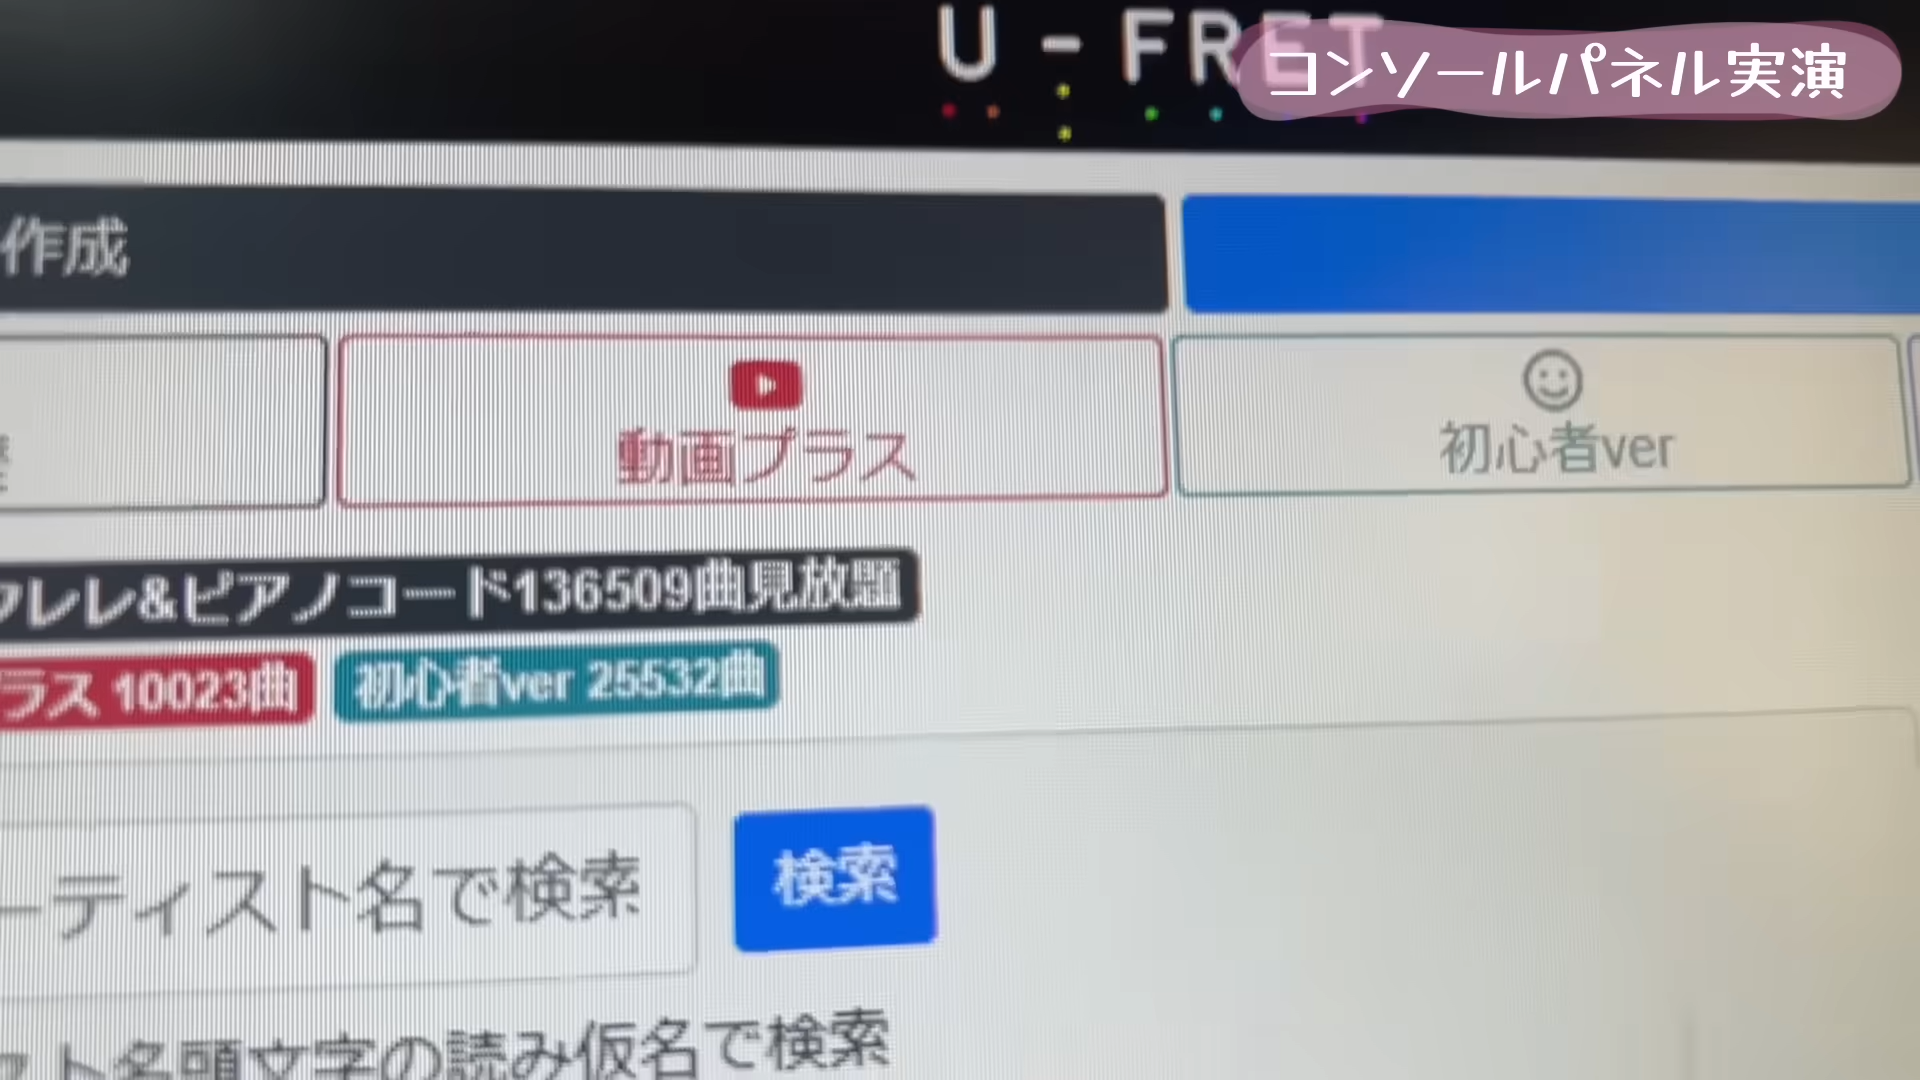 U-FRET
コンソールパネル実演
作成
動画プラス
初心者ver
レレ&ピアノコード136509曲見放題
ラス 10023曲
初心者ver 25532曲
ーティスト名で検索
検索
スト名頭文字の読み仮名で検索